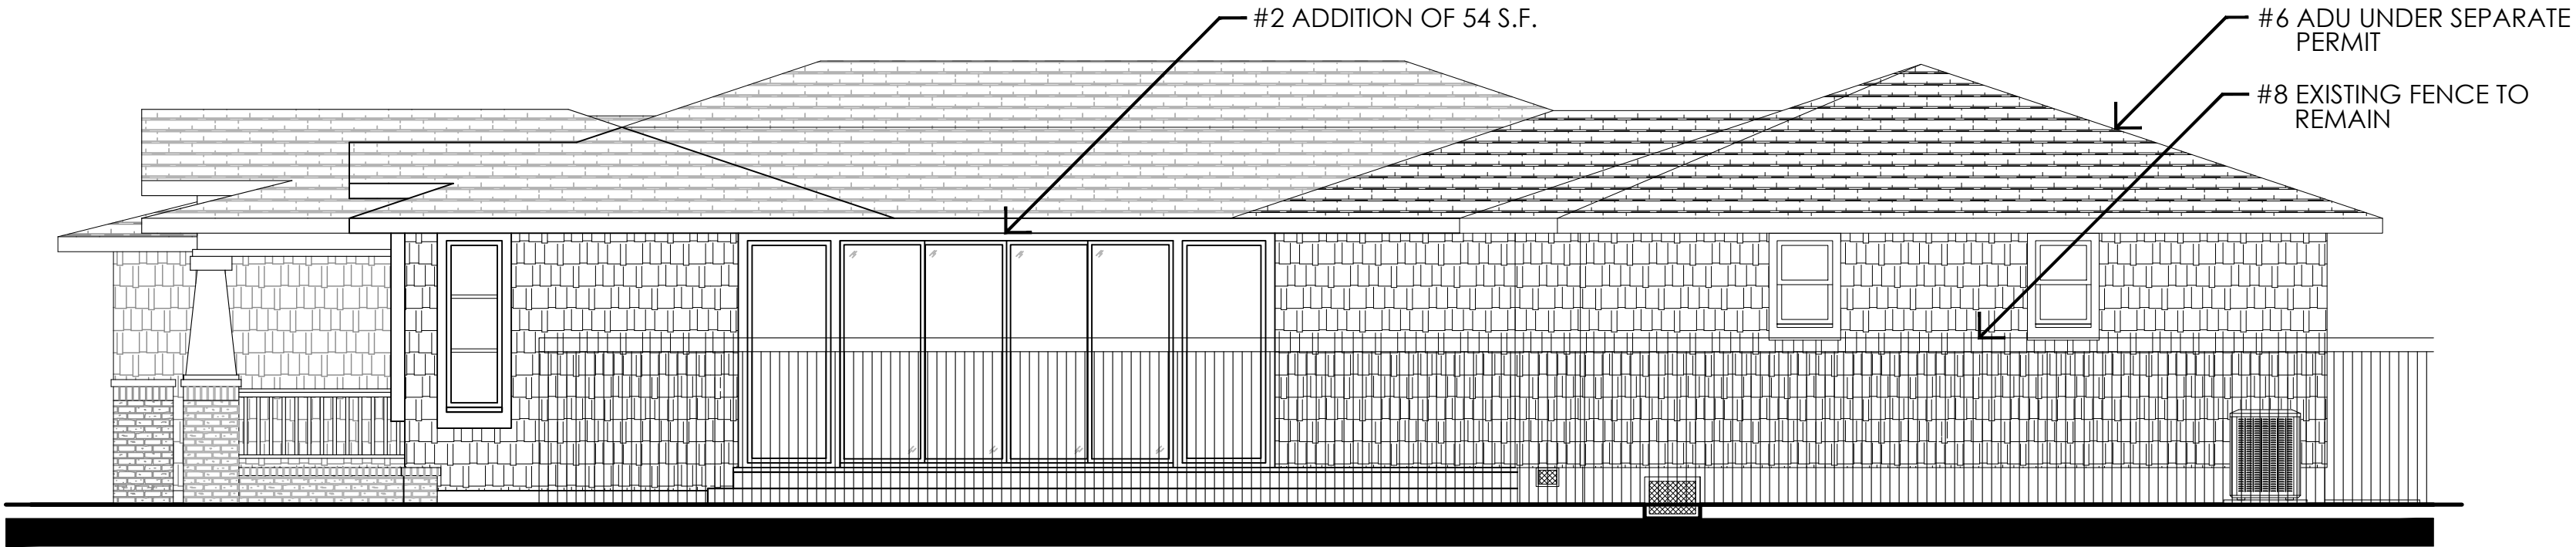 #2 ADDITION OF 54 S.F.
#6 ADU UNDER SEPARATE
PERMIT
#8 EXISTING FENCE TO
REMAIN